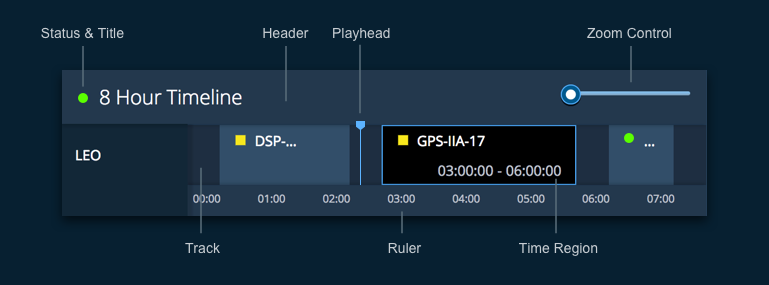 Status & Title
Header
Playhead
Zoom Control
8 Hour Timeline
LEO
DSP-...
GPS-IIA-17
...
03:00:00 - 06:00:00
00:00
01:00
02:00
03:00
04:00
05:00
06:00
07:00
Track
Ruler
Time Region